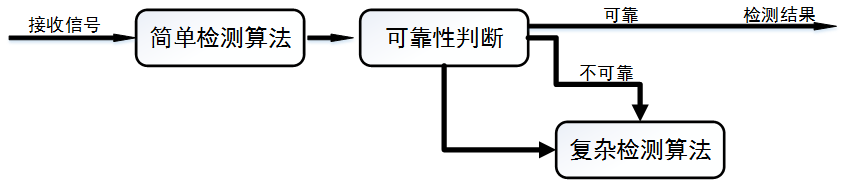 接收信号
简单检测算法
可靠性判断
可靠
检测结果
不可靠
复杂检测算法